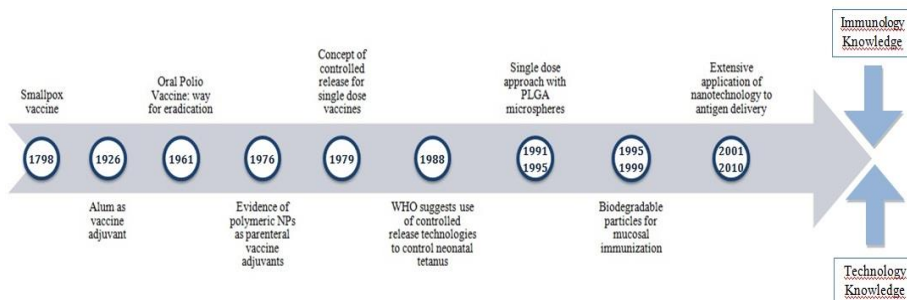 Immunology
Knowledge
Smallpox
vaccine
Oral Polio
Vaccine: way
for eradication
Concept of
controlled
release for
single dose
vaccines
Single dose
approach with
PLGA
microspheres
Extensive
application of
nanotechnology to
antigen delivery
1798
1926
1961
1976
1979
1988
1991
1995
1995
1999
2001
2010
Alum as
vaccine
adjuvant
Evidence of
polymeric NPs
as parenteral
vaccine
adjuvants
WHO suggests use
of controlled
release technologies
to control neonatal
tetanus
Biodegradable
particles for
mucosal
immunization
Technology
Knowledge